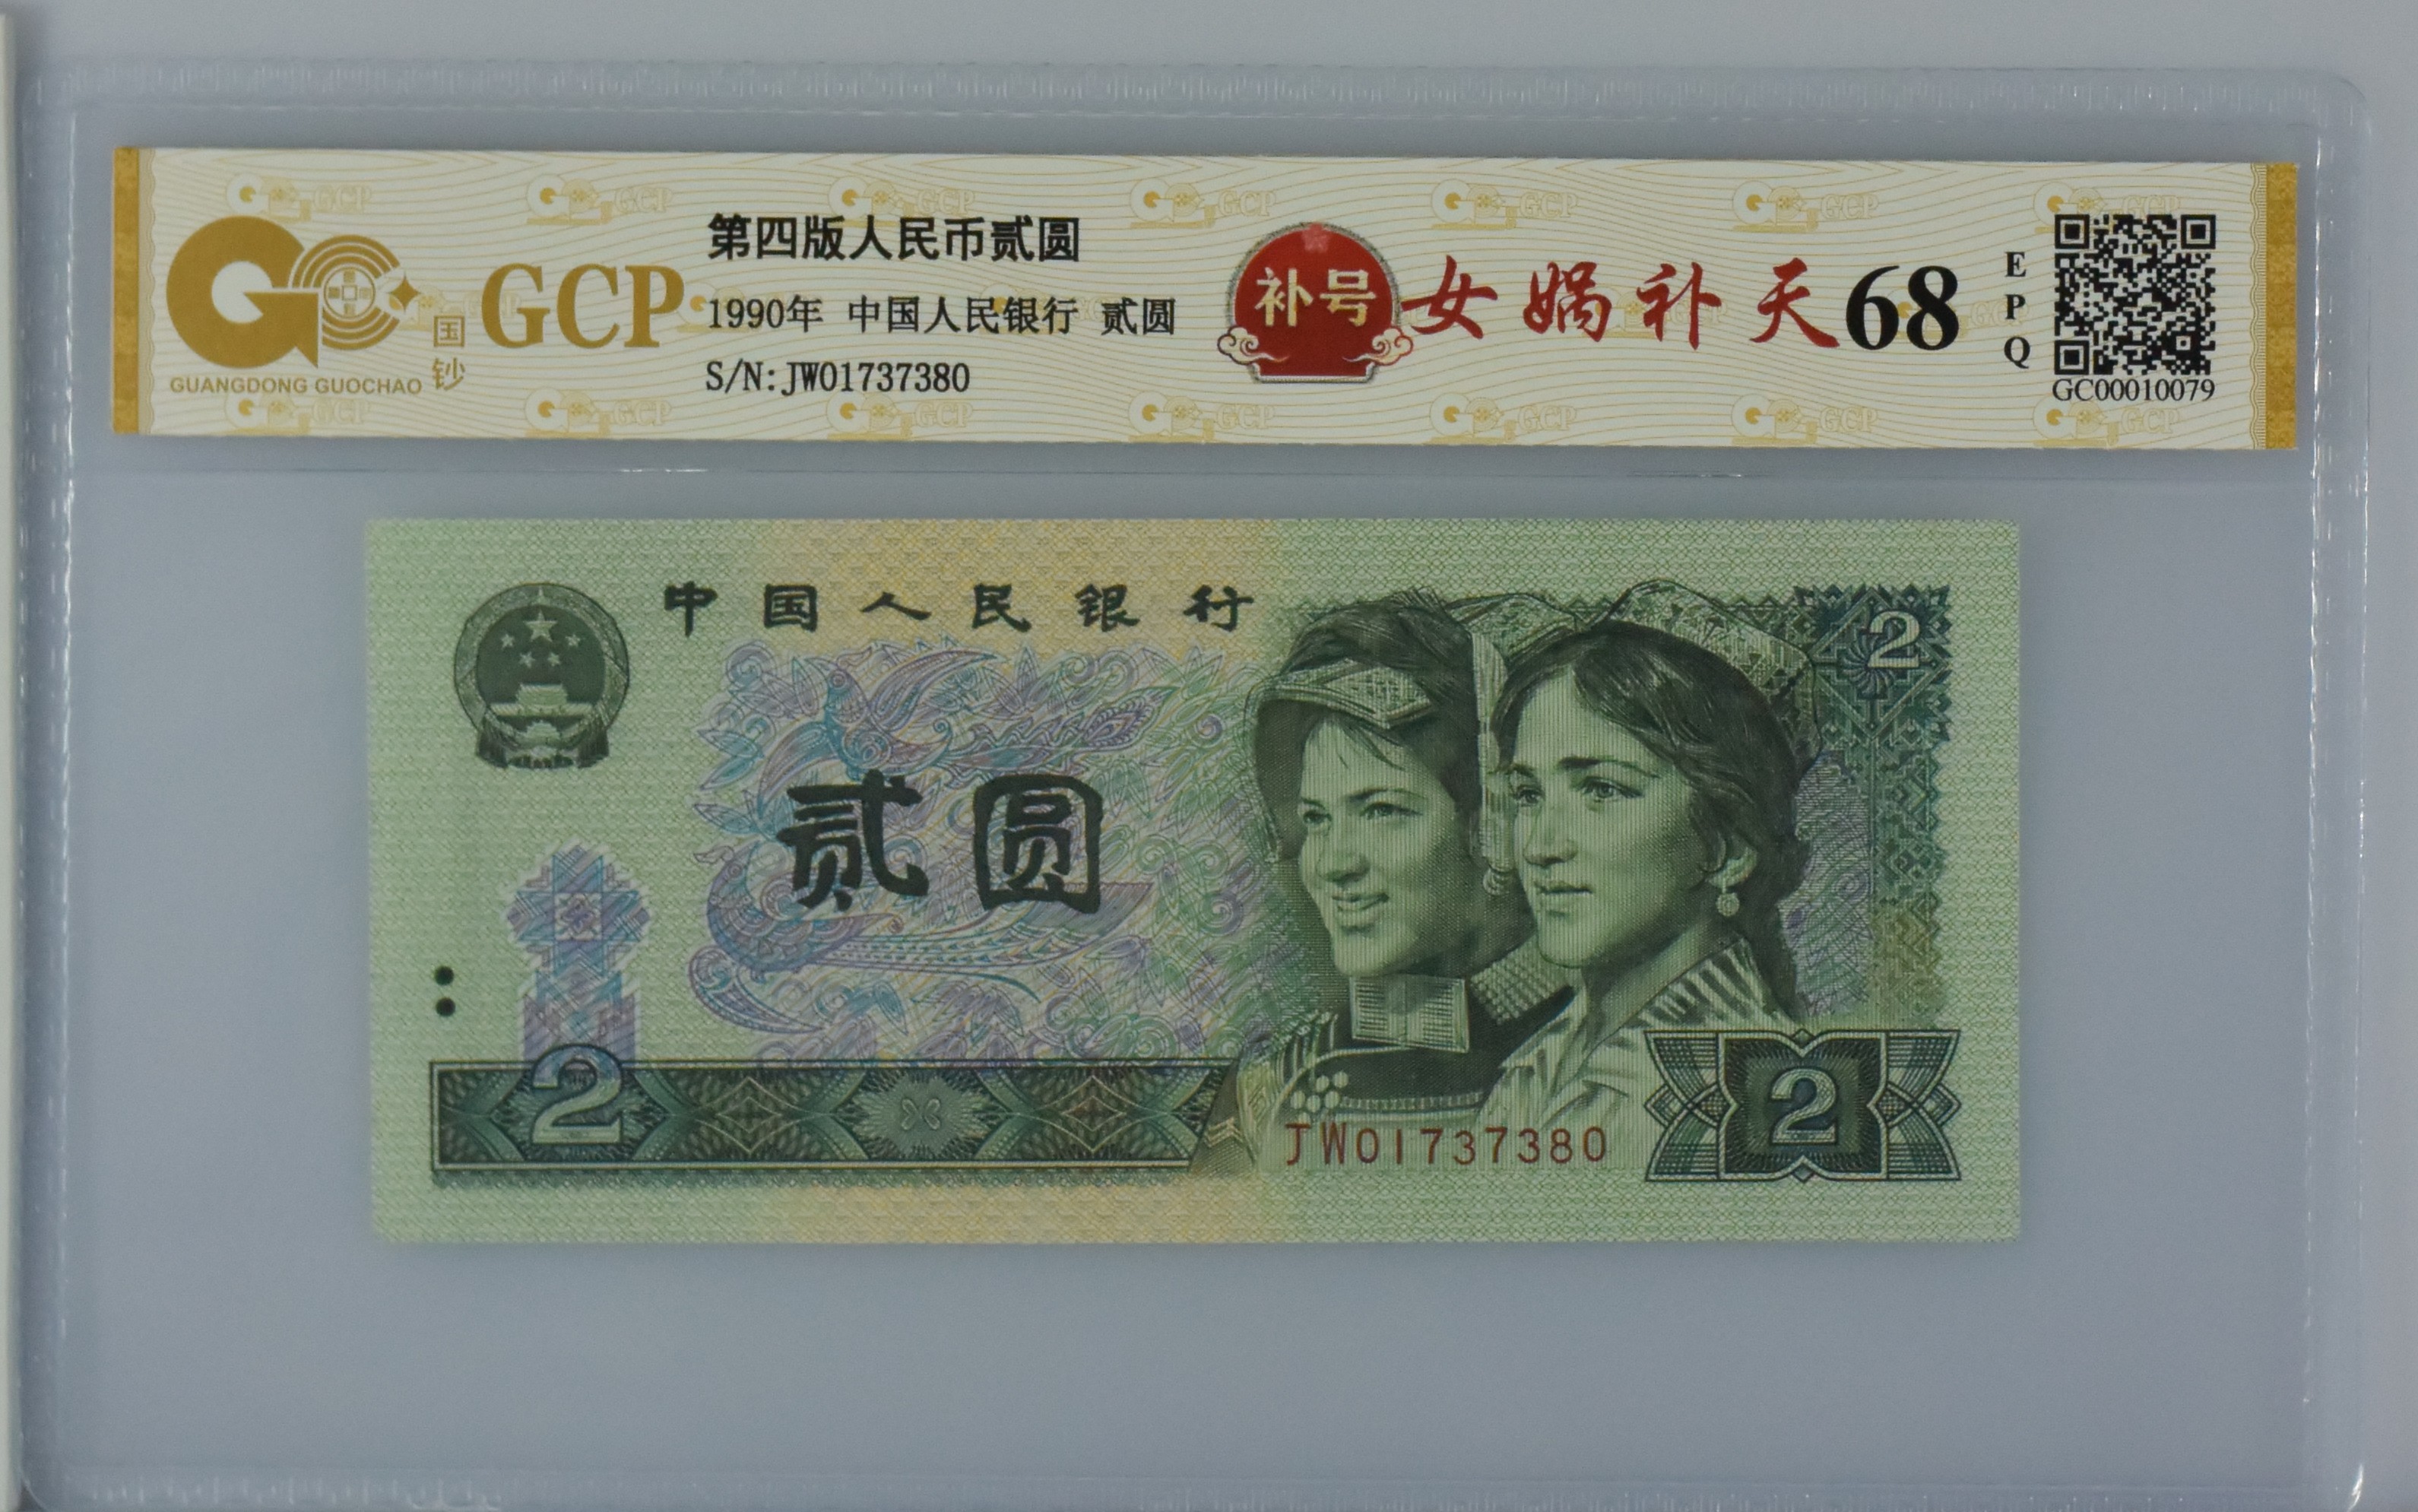 GCP
国钞
GUANGDONG GUOCHAO
第四版人民币贰圆
1990年 中国人民银行 贰圆
S/N:JW01737380
补号
女娲补天
68
EPQ
GC00010079
中国人民银行
2
贰圆
2
JW01737380
2